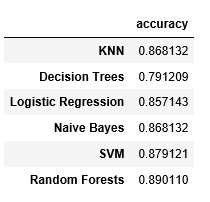 accuracy
KNN 0.868132
Decision Trees 0.791209
Logistic Regression 0.857143
Naive Bayes 0.868132
SVM 0.879121
Random Forests 0.890110